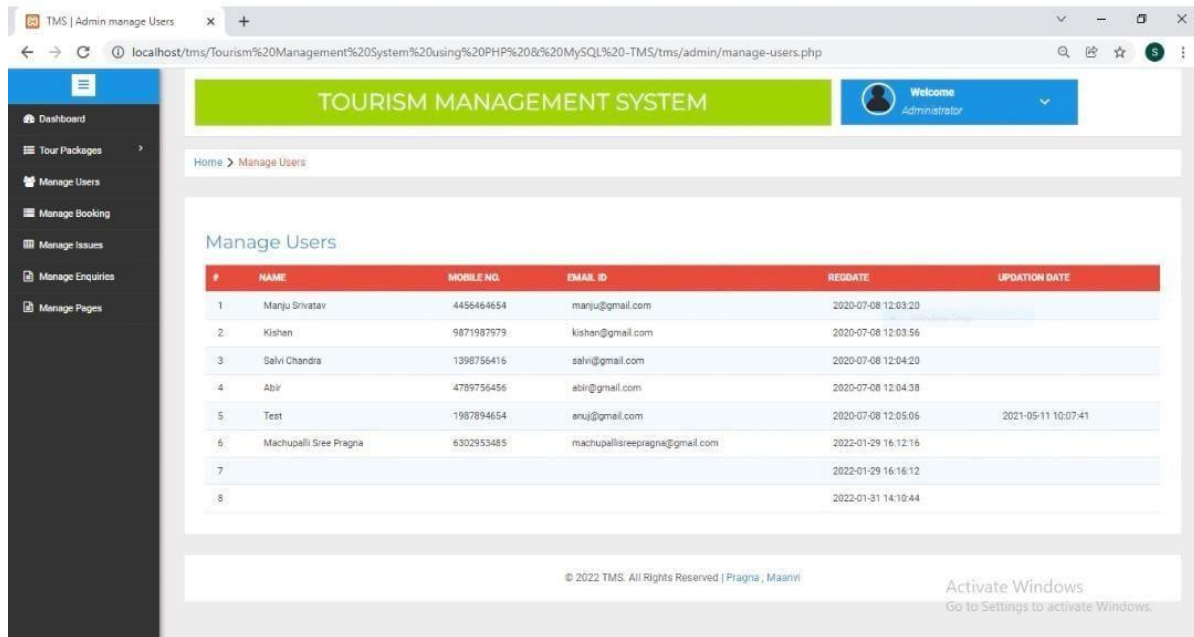 TMS | Admin manage Users
localhost/tms/Tourism%20Management%20System%20using%20PHP%20&%20MySQL%20-TMS/tms/admin/manage-users.php
S
TOURISM MANAGEMENT SYSTEM
Welcome
Administrator
Dashboard
Tour Packages
Manage Users
Manage Booking
Manage Issues
Manage Enquiries
Manage Pages
Home > Manage Users
Manage Users
# NAME MOBILE NO. EMAIL ID REGDATE UPDATION DATE
1 Manju Srivatav 4456464654 manju@gmail.com 2020-07-08 12:03:20
2 Kishan 9871987979 kishan@gmail.com 2020-07-08 12:03:56
3 Salvi Chandra 1398756416 salvi@gmail.com 2020-07-08 12:04:20
4 Abir 4789756456 abir@gmail.com 2020-07-08 12:04:38
5 Test 1987894654 anuj@gmail.com 2020-07-08 12:05:06 2021-05-11 10:07:41
6 Machupalli Sree Pragna 6302953485 machupallisreepragna@gmail.com 2022-01-29 16:12:16
7 2022-01-29 16:16:12
8 2022-01-31 14:10:44
© 2022 TMS. All Rights Reserved | Pragna , Maanvi
Activate Windows
Go to Settings to activate Windows.